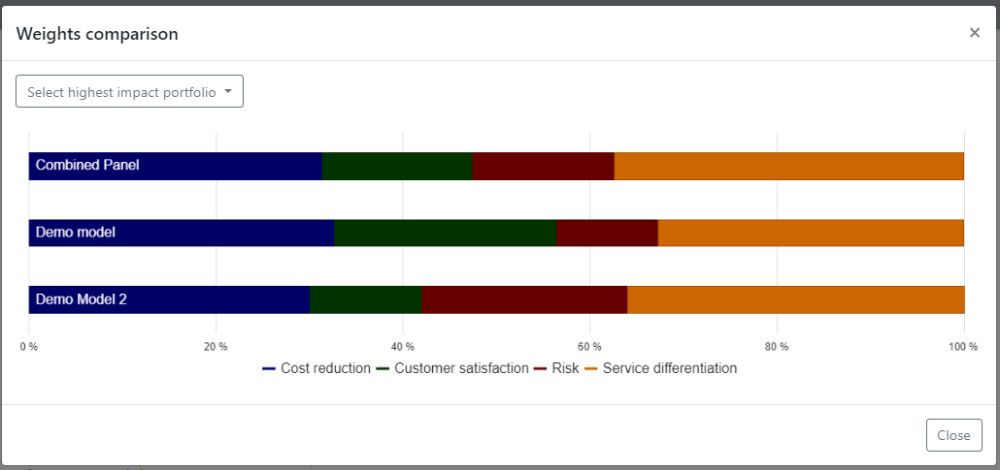 Weights comparison ×
Select highest impact portfolio
Combined Panel
Demo model
Demo Model 2
0 % 20 % 40 % 60 % 80 % 100 %
Cost reduction Customer satisfaction Risk Service differentiation
Close